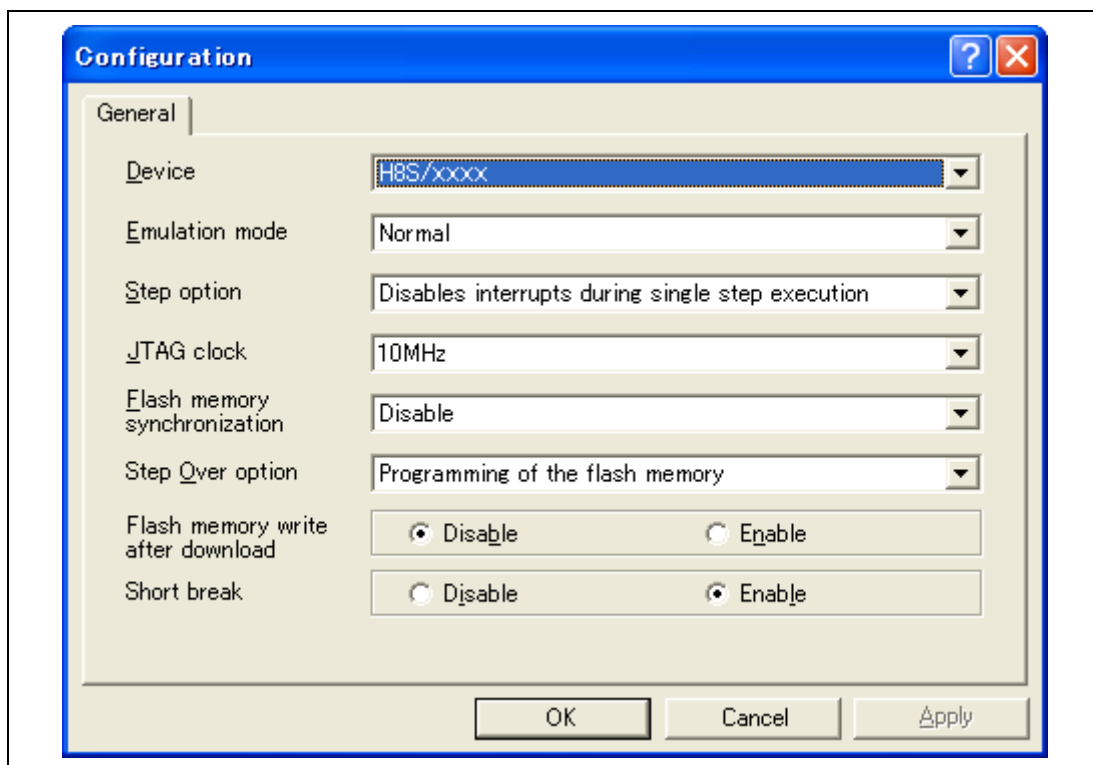 Configuration
General
Device H8S/xxxx
Emulation mode Normal
Step option Disables interrupts during single step execution
JTAG clock 10MHz
Flash memory
synchronization Disable
Step Over option Programming of the flash memory
Flash memory write
after download Disable Enable
Short break Disable Enable
OK Cancel Apply